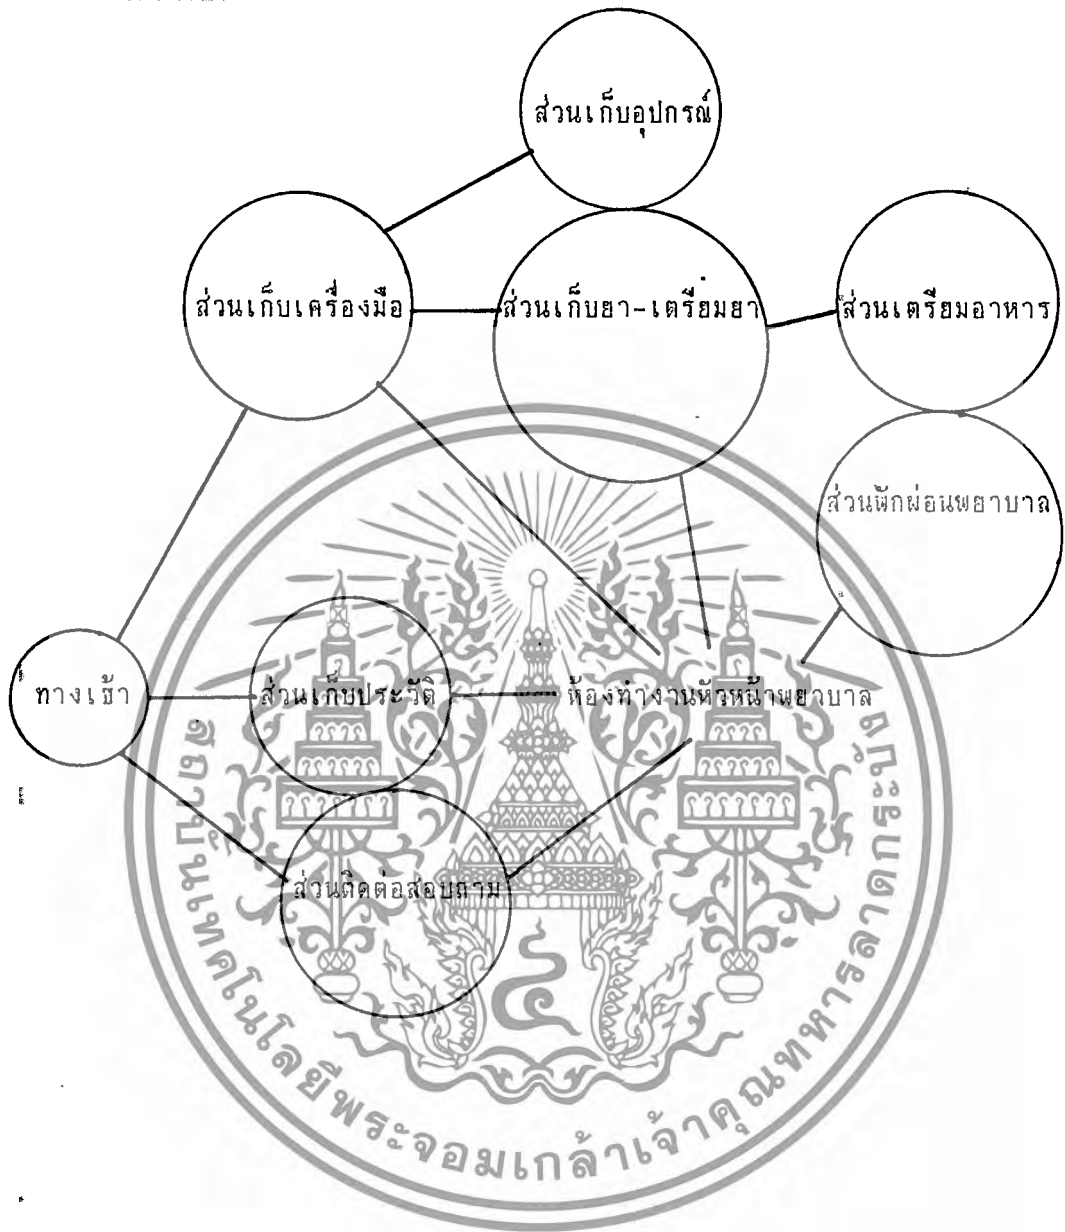 ส่วนเก็บอุปกรณ์
ส่วนเก็บเครื่องมือ
ส่วนเก็บยา-เตรียมยา
ส่วนเตรียมอาหาร
ส่วนพักผ่อนพยาบาล
ทางเข้า
ส่วนเก็บประวัติ
ห้องทำงานหัวหน้าพยาบาล
ส่วนติดต่อสอบถาม
สถาบันเทคโนโลยีพระจอมเกล้าเจ้าคุณทหารลาดกระบัง